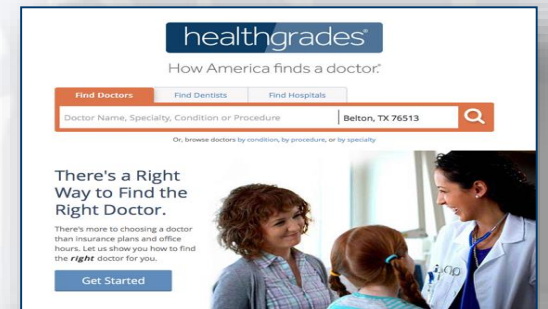 healthgrades®
How America finds a doctor.™
Find Doctors Find Dentists Find Hospitals
Doctor Name, Specialty, Condition or Procedure Belton, TX 76513
Or, browse doctors by condition, by procedure, or by specialty
There's a Right
Way to Find the
Right Doctor.
There's more to choosing a doctor
than insurance plans and office
hours. Let us show you how to find
the right doctor for you.
Get Started